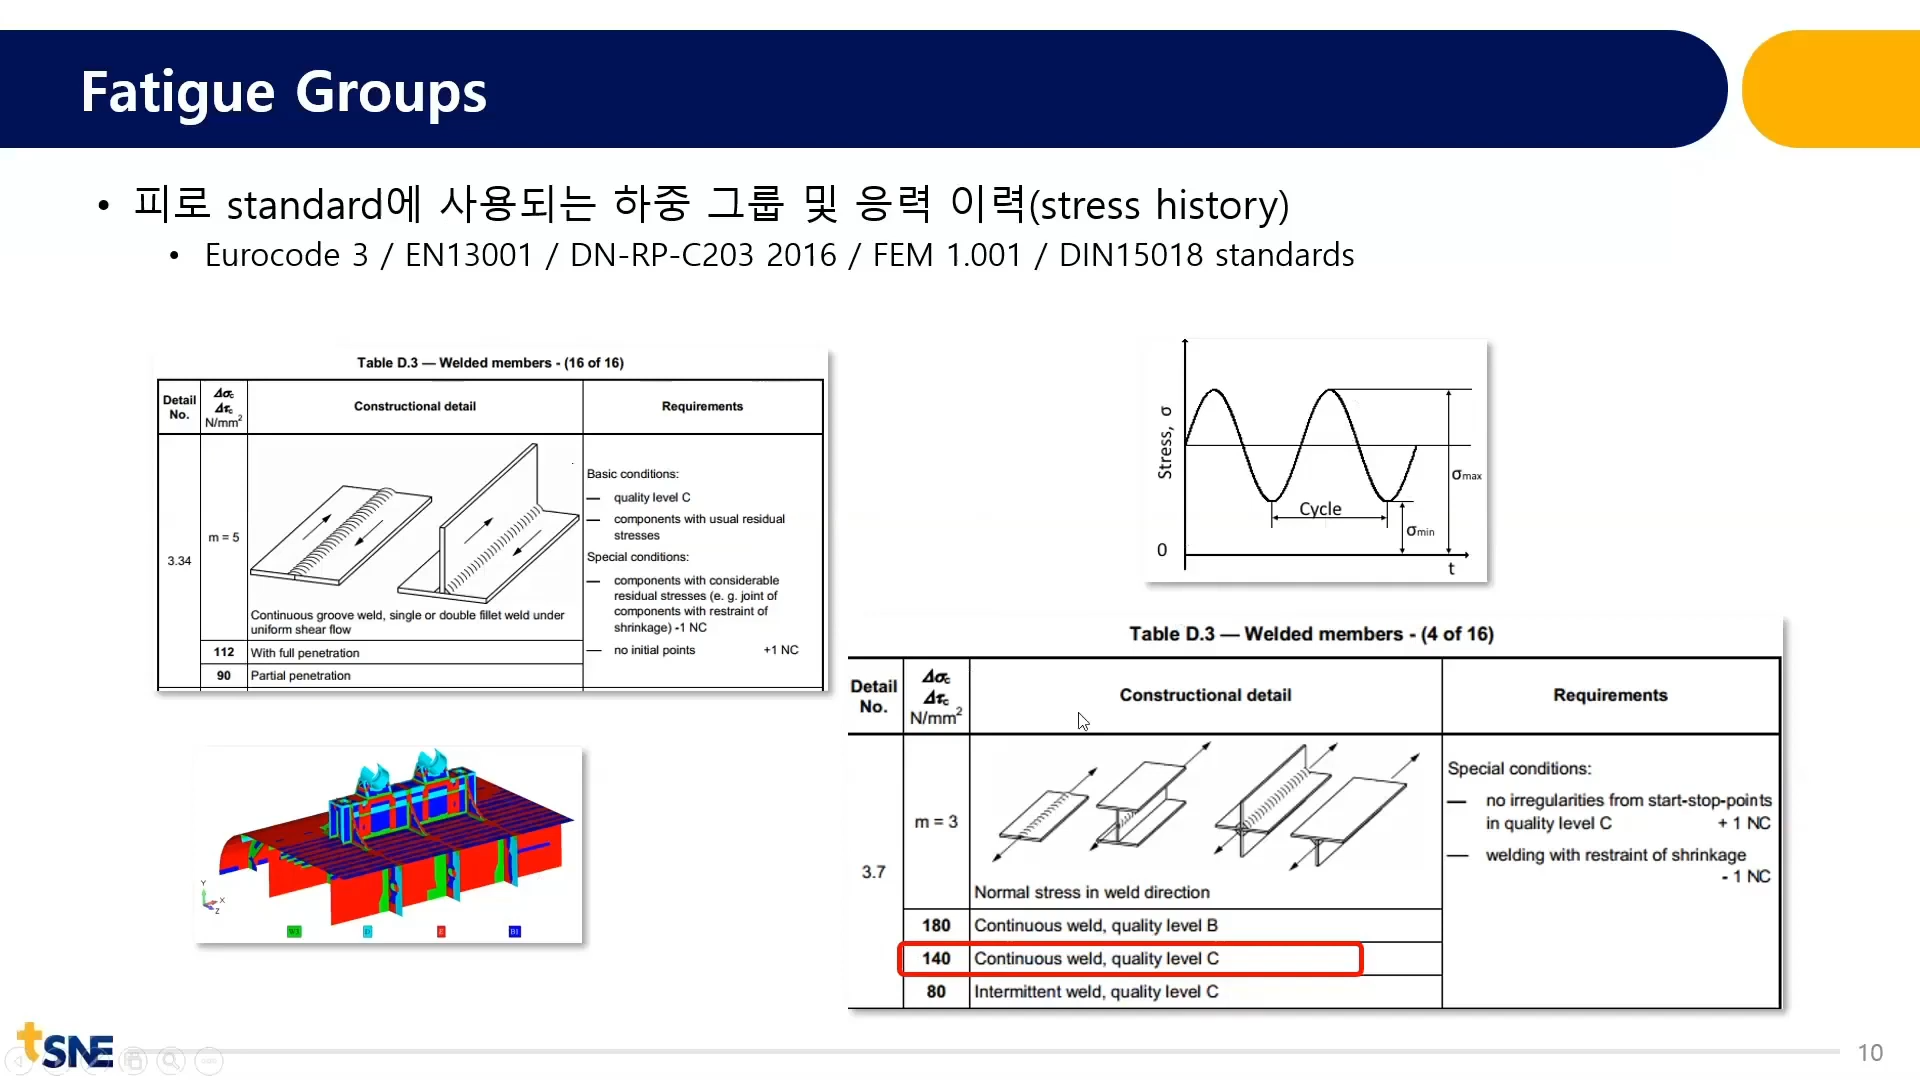 Fatigue Groups
• 피로 standard에 사용되는 하중 그룹 및 응력 이력(stress history)
• Eurocode 3 / EN13001 / DN-RP-C203 2016 / FEM 1.001 / DIN15018 standards
Table D.3 — Welded members - (16 of 16)
Detail No.
Δσc
Δτc
N/mm²
Constructional detail
Requirements
3.34
m = 5
Continuous groove weld, single or double fillet weld under
uniform shear flow
112 With full penetration
90 Partial penetration
Basic conditions:
— quality level C
— components with usual residual
stresses
Special conditions:
— components with considerable
residual stresses (e. g. joint of
components with restraint of
shrinkage) -1 NC
— no initial points +1 NC
Stress, σ
Cycle
σmax
σmin
0
t
Table D.3 — Welded members - (4 of 16)
Detail No.
Δσc
Δτc
N/mm²
Constructional detail
Requirements
3.7
m = 3
Normal stress in weld direction
180 Continuous weld, quality level B
140 Continuous weld, quality level C
80 Intermittent weld, quality level C
Special conditions:
— no irregularities from start-stop-points
in quality level C + 1 NC
— welding with restraint of shrinkage
- 1 NC
Y
X
Z
D
E
tSNE
10